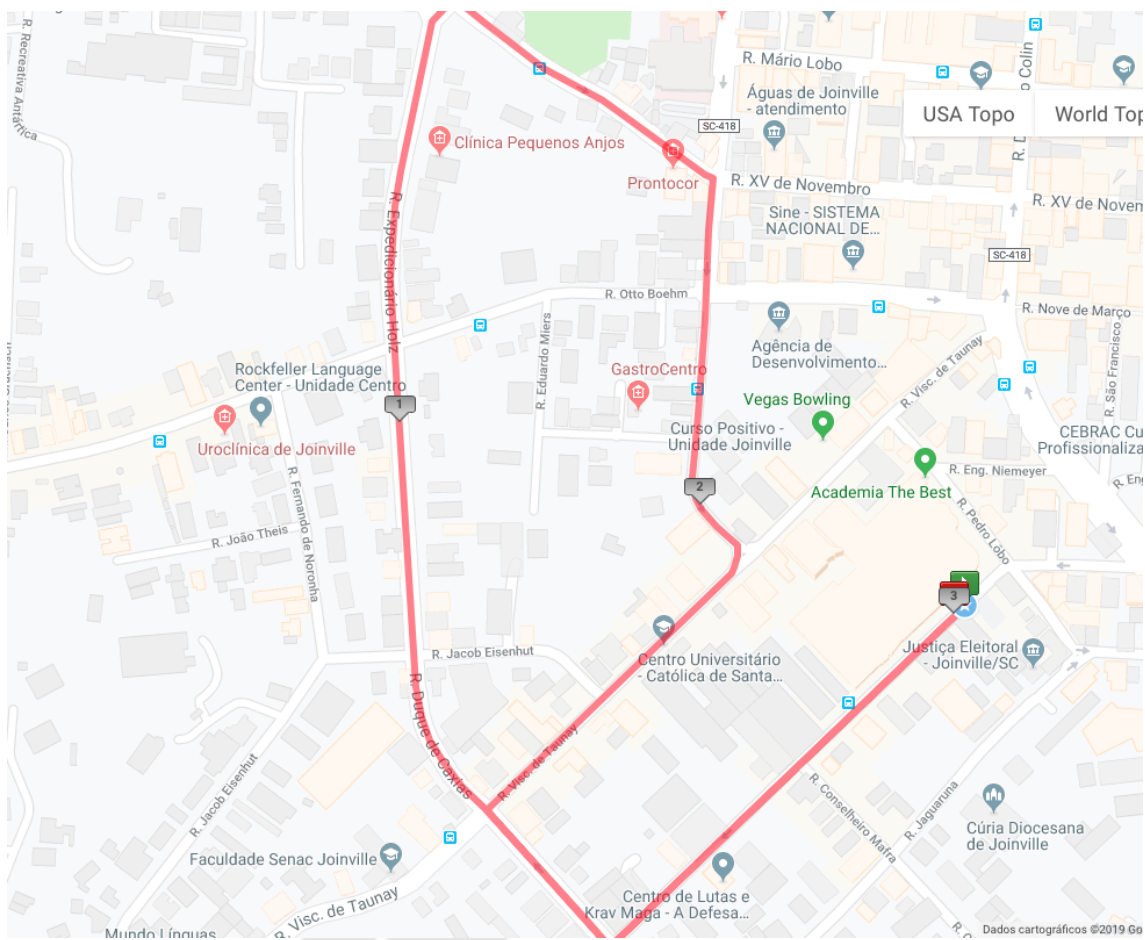 R. Recreativa Antártica
R. Mário Lobo
Águas de Joinville
- atendimento
USA Topo
World Top
SC-418
Clínica Pequenos Anjos
Prontocor
R. XV de Novembro
R. XV de Novem
Sine - SISTEMA
NACIONAL DE...
SC-418
R. Expedicionário Holz
R. Otto Boehm
R. Nove de Março
R. Eduardo Miers
Agência de
Desenvolvimento...
R. Visc. de Taunay
R. São Francisco
Rockfeller Language
Center - Unidade Centro
GastroCentro
Vegas Bowling
1
Uroclínica de Joinville
Curso Positivo -
Unidade Joinville
CEBRAC Cu
Profissionaliza
R. Eng. Niemeyer
R. Eng
Academia The Best
R. Fernando de Noronha
2
R. João Theis
R. Pedro Lôbo
3
R. Jacob Eisenhut
Centro Universitário
- Católica de Santa...
Justiça Eleitoral
- Joinville/SC
R. Duque de Caxias
R. Visc. de Taunay
R. Jacob Eisenhut
R. Conselheiro Mafra
R. Jaguaruna
Cúria Diocesana
de Joinville
Faculdade Senac Joinville
Centro de Lutas e
Krav Maga - A Defesa...
R. Visc. de Taunay
Mundo Línguas
Dados cartográficos ©2019 Go